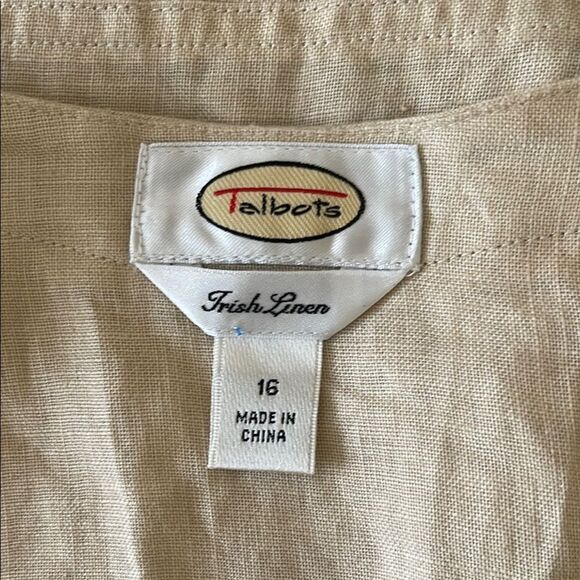 Talbots
Irish Linen
16
MADE IN
CHINA